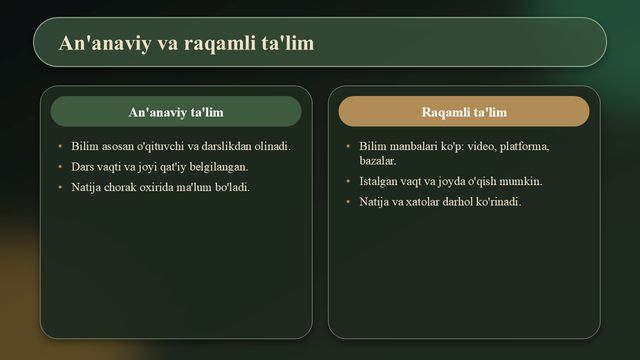 An'anaviy va raqamli ta'lim
An'anaviy ta'lim
• Bilim asosan o'qituvchi va darslikdan olinadi.
• Dars vaqti va joyi qat'iy belgilangan.
• Natija chorak oxirida ma'lum bo'ladi.
Raqamli ta'lim
• Bilim manbalari ko'p: video, platforma,
bazalar.
• Istalgan vaqt va joyda o'qish mumkin.
• Natija va xatolar darhol ko'rinadi.